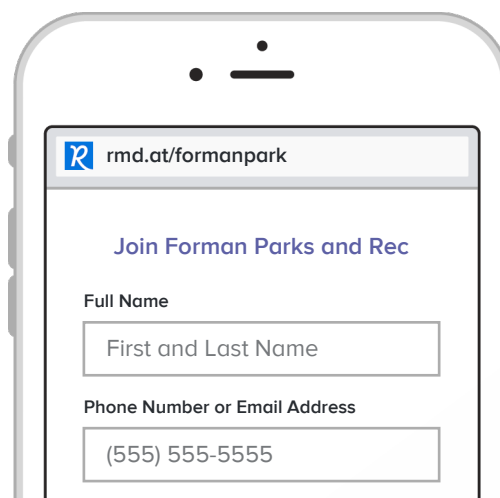 R rmd.at/formanpark
Join Forman Parks and Rec
Full Name
First and Last Name
Phone Number or Email Address
(555) 555-5555